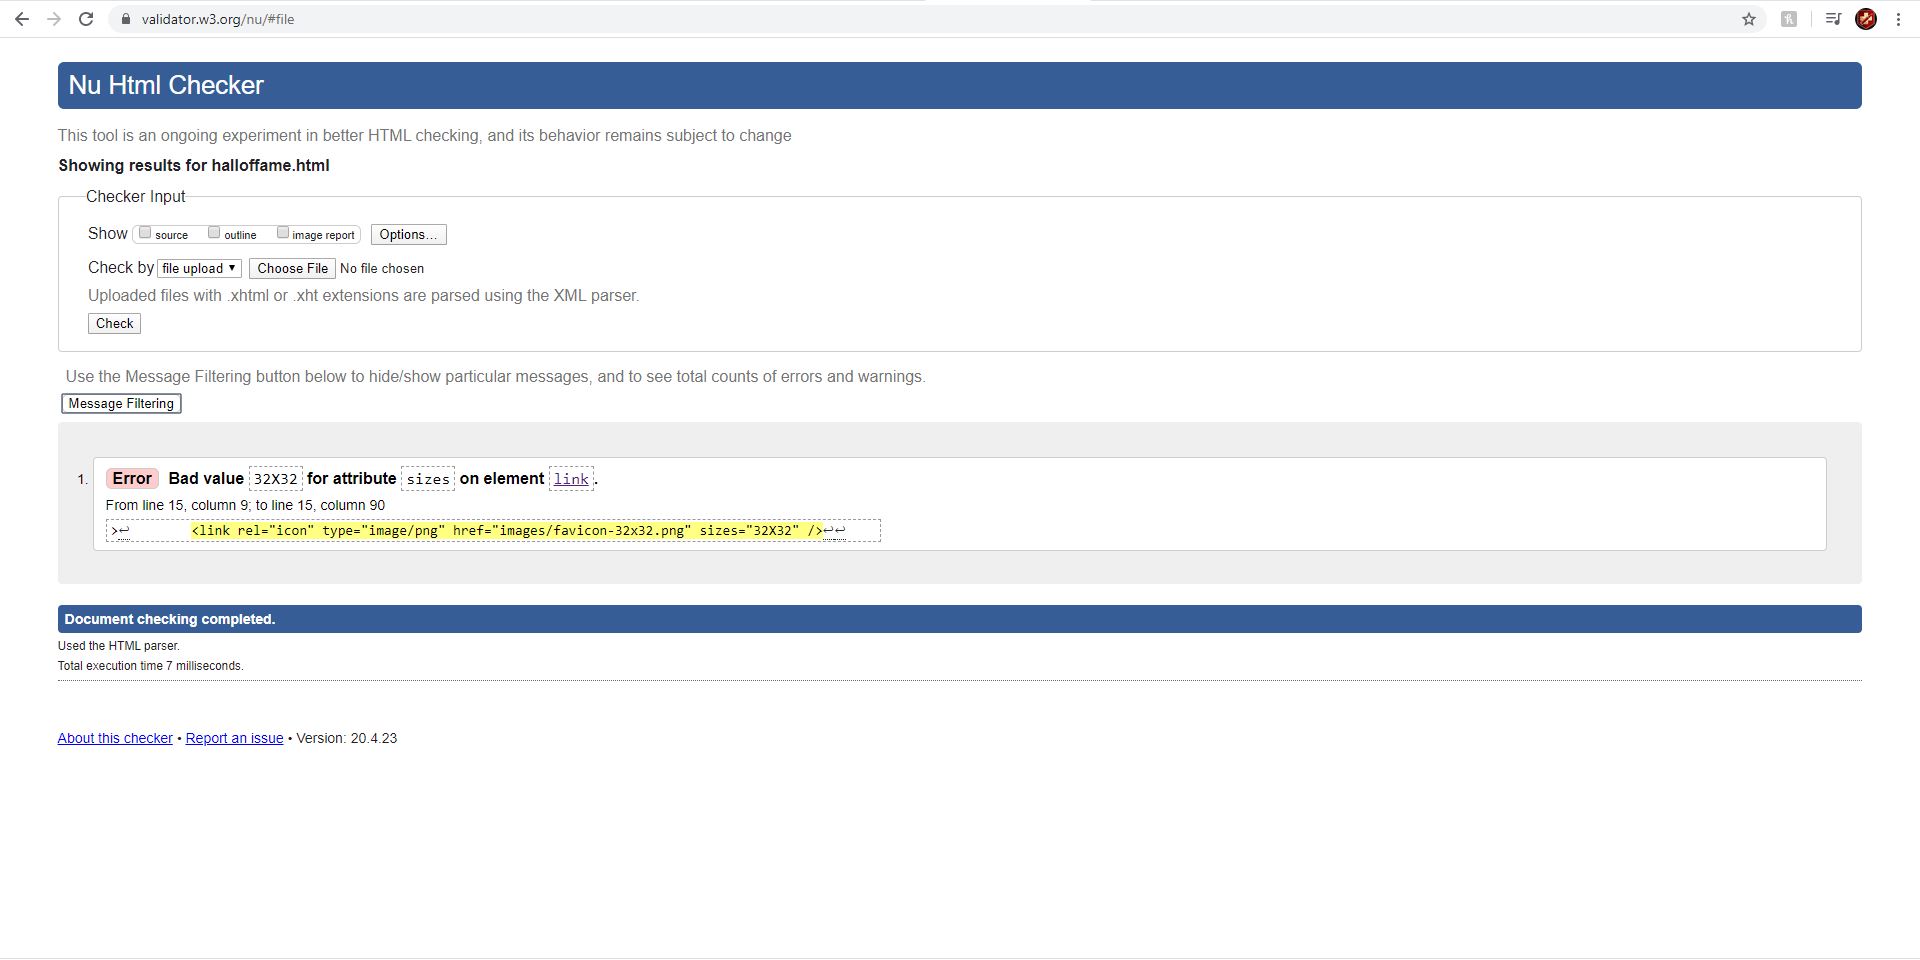 validator.w3.org/nu/#file
Nu Html Checker
This tool is an ongoing experiment in better HTML checking, and its behavior remains subject to change
Showing results for halloffame.html
Checker Input
Show source outline image report Options...
Check by file upload ▼ Choose File No file chosen
Uploaded files with .xhtml or .xht extensions are parsed using the XML parser.
Check
Use the Message Filtering button below to hide/show particular messages, and to see total counts of errors and warnings.
Message Filtering
1. Error Bad value 32X32 for attribute sizes on element link.
From line 15, column 9; to line 15, column 90
>↩ <link rel="icon" type="image/png" href="images/favicon-32x32.png" sizes="32X32" />↩↩
Document checking completed.
Used the HTML parser.
Total execution time 7 milliseconds.
About this checker • Report an issue • Version: 20.4.23